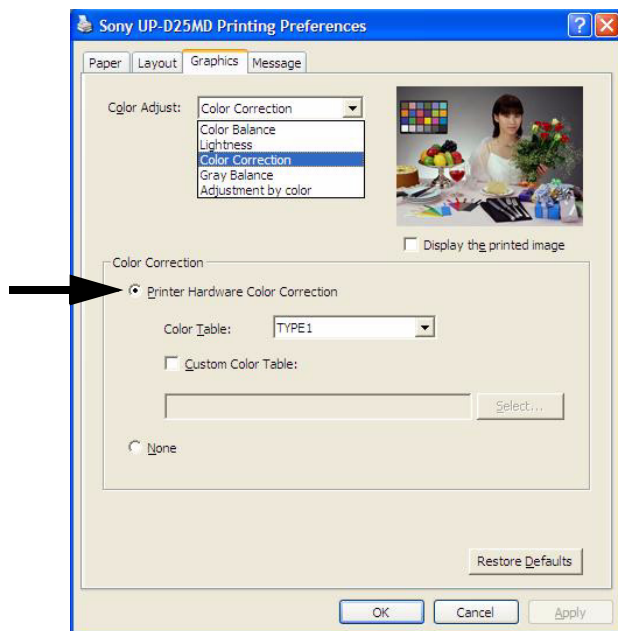 Sony UP-D25MD Printing Preferences
Paper Layout Graphics Message
Color Adjust: Color Correction
Color Balance
Lightness
Color Correction
Gray Balance
Adjustment by color
Display the printed image
Color Correction
Printer Hardware Color Correction
Color Table: TYPE1
Custom Color Table:
Select...
None
Restore Defaults
OK Cancel Apply